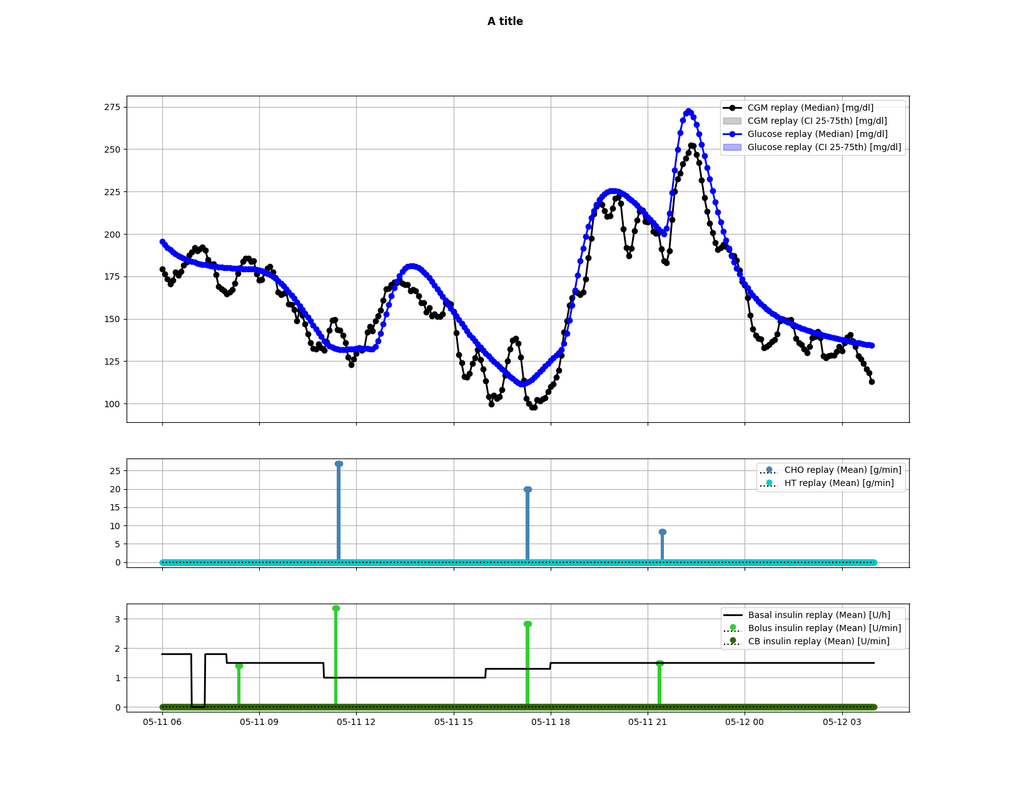 A title
275
250
225
200
175
150
125
100
CGM replay (Median) [mg/dl]
CGM replay (CI 25-75th) [mg/dl]
Glucose replay (Median) [mg/dl]
Glucose replay (CI 25-75th) [mg/dl]
25
20
15
10
5
0
CHO replay (Mean) [g/min]
HT replay (Mean) [g/min]
3
2
1
0
Basal insulin replay (Mean) [U/h]
Bolus insulin replay (Mean) [U/min]
CB insulin replay (Mean) [U/min]
05-11 06 05-11 09 05-11 12 05-11 15 05-11 18 05-11 21 05-12 00 05-12 03